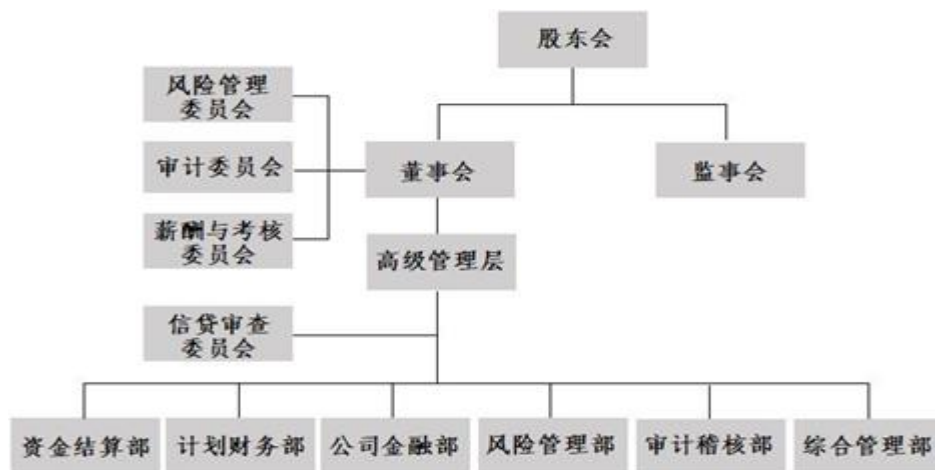 股东会
风险管理
委员会
审计委员会
董事会
监事会
薪酬与考核
委员会
高级管理层
信贷审查
委员会
资金结算部
计划财务部
公司金融部
风险管理部
审计稽核部
综合管理部